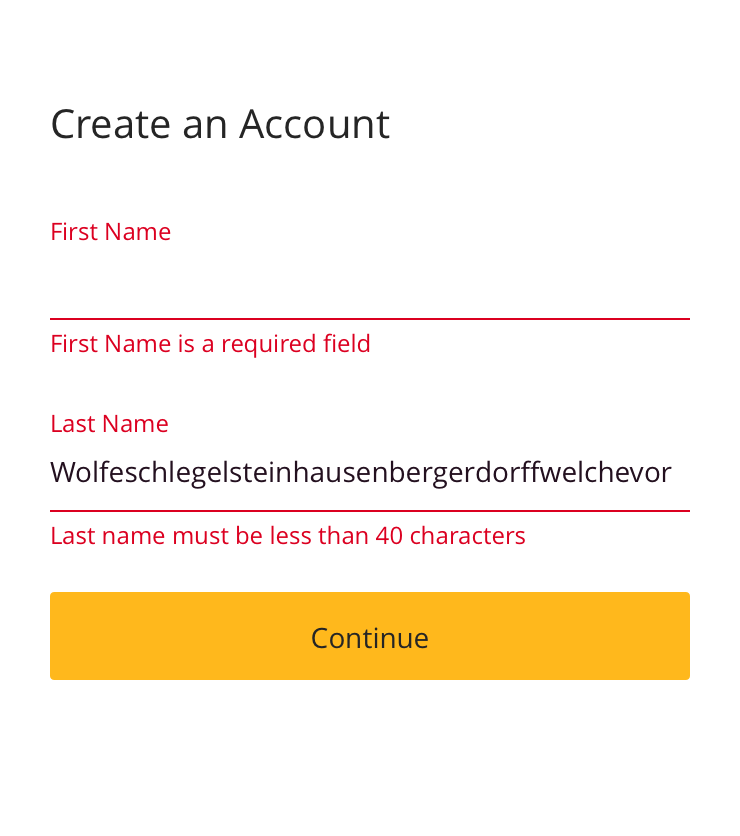 Create an Account
First Name
First Name is a required field
Last Name
Wolfeschlegelsteinhausenbergerdorffwelchevor
Last name must be less than 40 characters
Continue